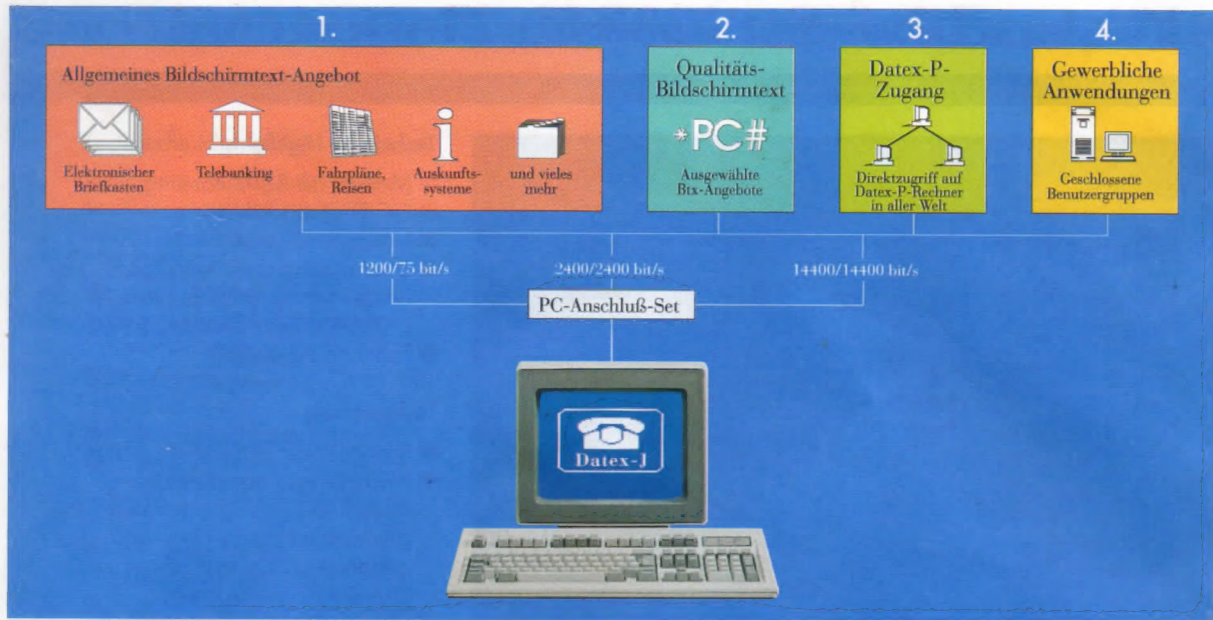 1.
Allgemeines Bildschirmtext-Angebot
Elektronischer
Briefkasten
Telebanking
Fahrpläne,
Reisen
Auskunfts-
systeme
und vieles
mehr
2.
Qualitäts-
Bildschirmtext
*PC#
Ausgewählte
Btx-Angebote
3.
Datex-P-
Zugang
Direktzugriff auf
Datex-P-Rechner
in aller Welt
4.
Gewerbliche
Anwendungen
Geschlossene
Benutzergruppen
1200/75 bit/s
2400/2400 bit/s
14400/14400 bit/s
PC-Anschluß-Set
Datex-J